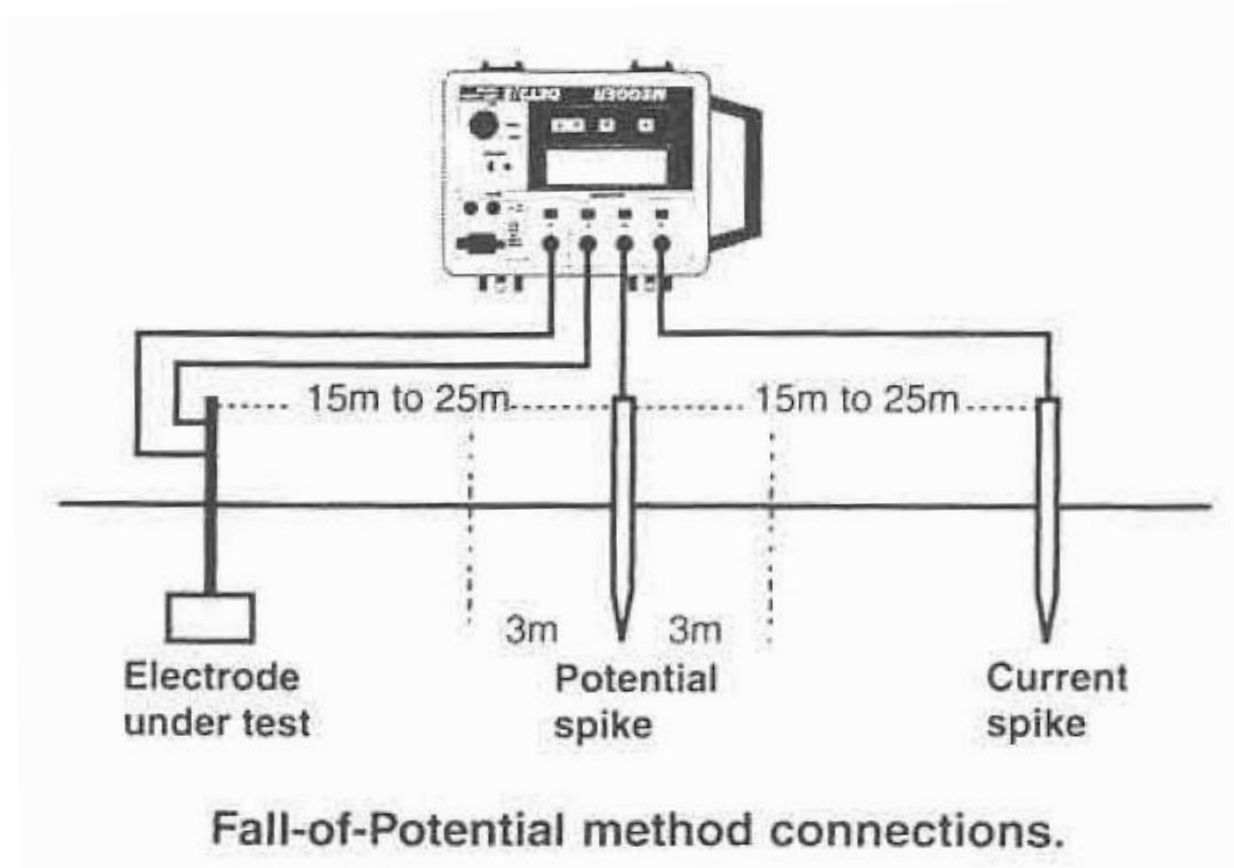 MEGGER
15m to 25m
15m to 25m
3m
3m
Electrode
under test
Potential
spike
Current
spike
Fall-of-Potential method connections.